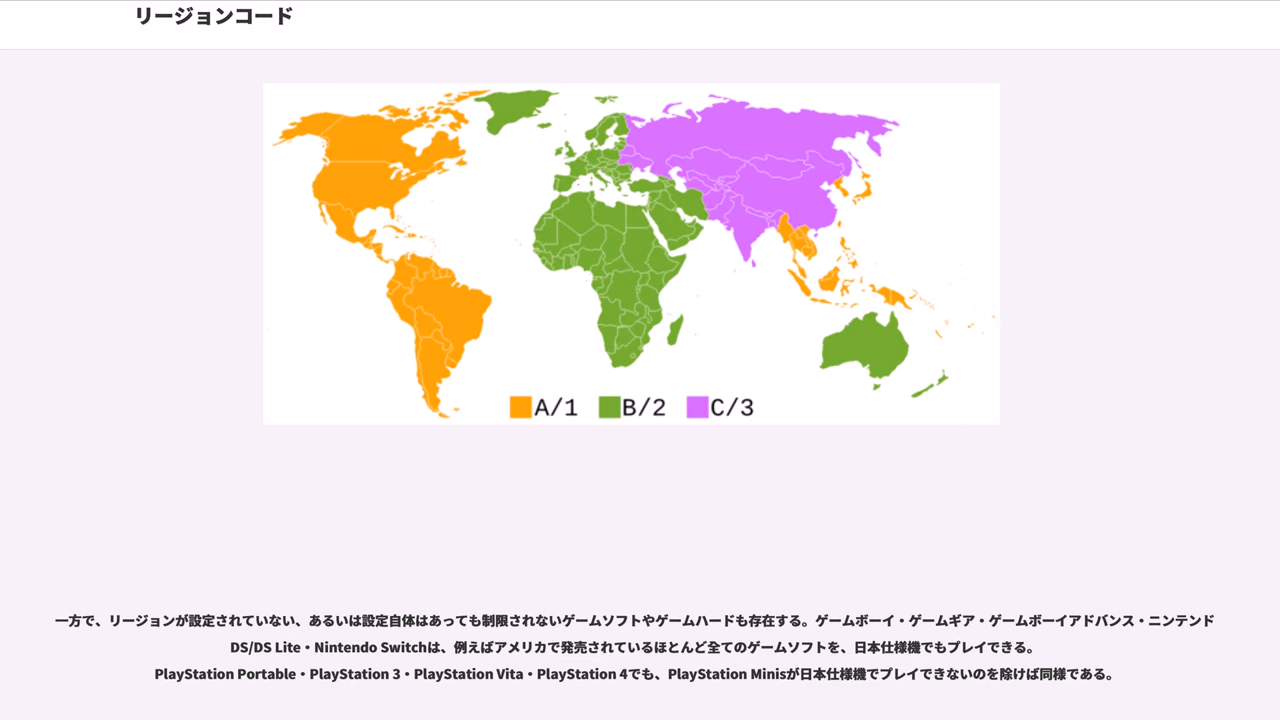 リージョンコード
A/1 B/2 C/3
一方で、リージョンが設定されていない、あるいは設定自体はあっても制限されないゲームソフトやゲームハードも存在する。ゲームボーイ・ゲームギア・ゲームボーイアドバンス・ニンテンド
DS/DS Lite・Nintendo Switchは、例えばアメリカで発売されているほとんど全てのゲームソフトを、日本仕様機でもプレイできる。
PlayStation Portable・PlayStation 3・PlayStation Vita・PlayStation 4でも、PlayStation Minisが日本仕様機でプレイできないのを除けば同様である。